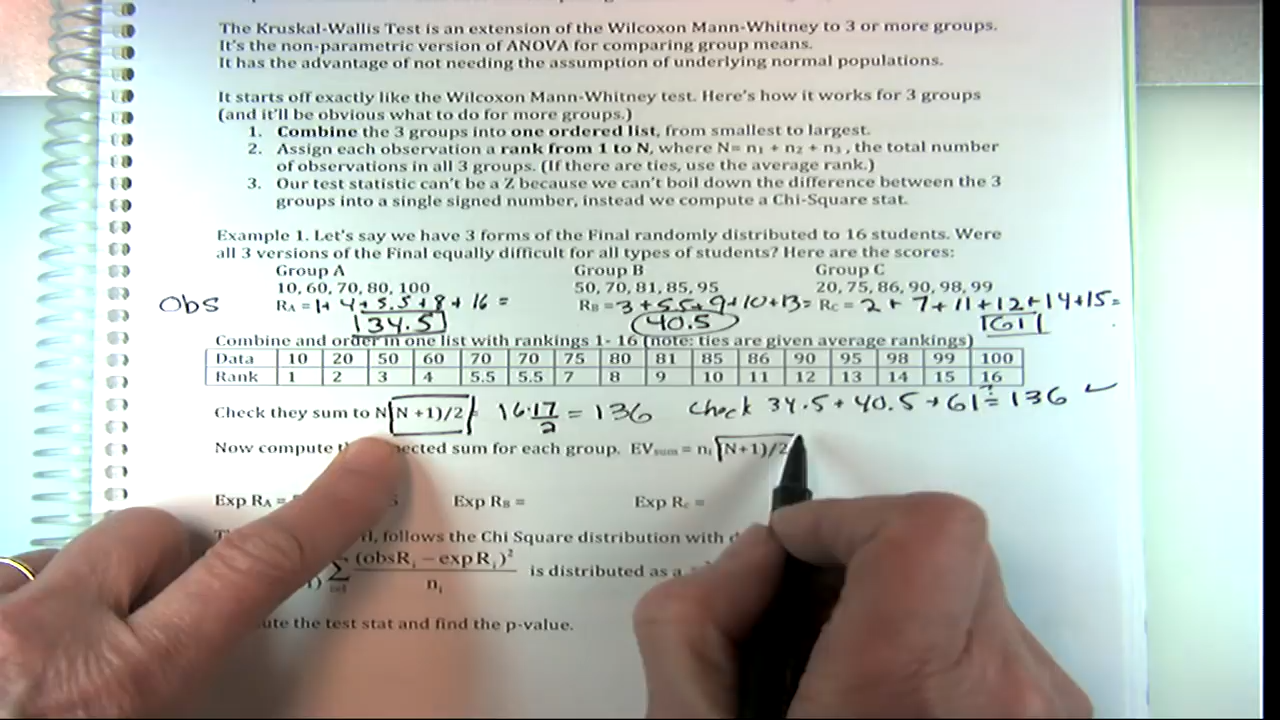 The Kruskal-Wallis Test is an extension of the Wilcoxon Mann-Whitney to 3 or more groups.
It's the non-parametric version of ANOVA for comparing group means.
It has the advantage of not needing the assumption of underlying normal populations.
It starts off exactly like the Wilcoxon Mann-Whitney test. Here's how it works for 3 groups
(and it'll be obvious what to do for more groups.)
1. Combine the 3 groups into one ordered list, from smallest to largest.
2. Assign each observation a rank from 1 to N, where N= n₁ + n₂ + n₃ , the total number
of observations in all 3 groups. (If there are ties, use the average rank.)
3. Our test statistic can't be a Z because we can't boil down the difference between the 3
groups into a single signed number, instead we compute a Chi-Square stat.
Example 1. Let's say we have 3 forms of the Final randomly distributed to 16 students. Were
all 3 versions of the Final equally difficult for all types of students? Here are the scores:
Group A Group B Group C
10, 60, 70, 80, 100 50, 70, 81, 85, 95 20, 75, 86, 90, 98, 99
Obs R_A = 1+ 4+5.5+8+16 = R_B = 3+5.5+9+10+13= R_C = 2+7+11+12+14+15=
34.5 40.5 61
Combine and order in one list with rankings 1- 16 (note: ties are given average rankings)
Data 10 20 50 60 70 70 75 80 81 85 86 90 95 98 99 100
Rank 1 2 3 4 5.5 5.5 7 8 9 10 11 12 13 14 15 16
Check they sum to N(N +1)/2 = 16·17/2 = 136 Check 34.5+40.5+61 ≟ 136 ✓
Now compute sum for each group. EV_sum = nᵢ(N+1)/2
Exp R_A = Exp R_B = Exp R_C =
, follows the Chi Square distribution with
Σ (obsRᵢ − expRᵢ)² / nᵢ is distributed as a
the test stat and find the p-value.